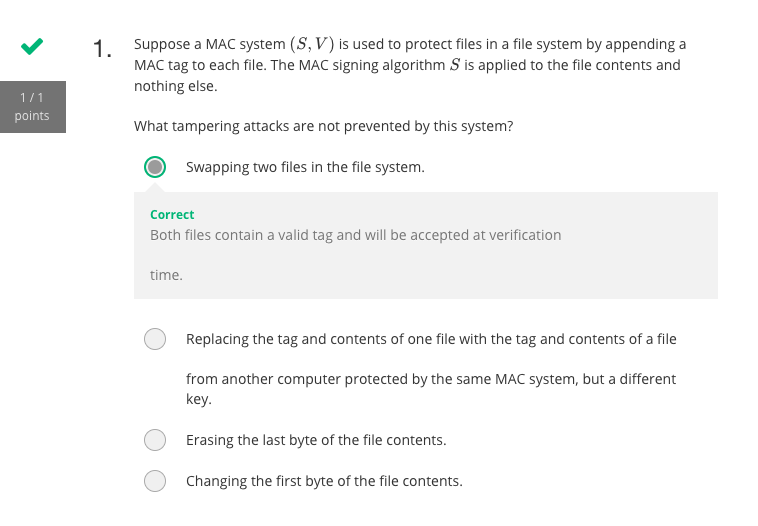 1.
Suppose a MAC system (S, V) is used to protect files in a file system by appending a
MAC tag to each file. The MAC signing algorithm S is applied to the file contents and
nothing else.
1 / 1
points
What tampering attacks are not prevented by this system?
Swapping two files in the file system.
Correct
Both files contain a valid tag and will be accepted at verification
time.
Replacing the tag and contents of one file with the tag and contents of a file
from another computer protected by the same MAC system, but a different
key.
Erasing the last byte of the file contents.
Changing the first byte of the file contents.